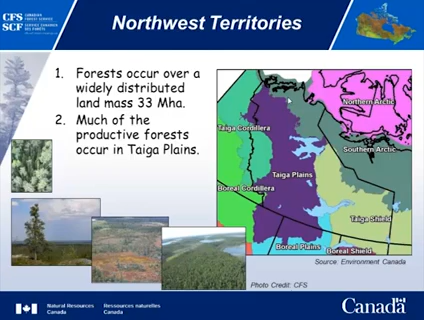 CFS
SCF
CANADIAN FOREST SERVICE
SERVICE CANADIEN DES FORÊTS
Northwest Territories
1. Forests occur over a
widely distributed
land mass 33 Mha.
2. Much of the
productive forests
occur in Taiga Plains.
Northern Arctic
Taiga Cordillera
Southern Arctic
Taiga Plains
Boreal Cordillera
Taiga Shield
Boreal Plains
Boreal Shield
Source: Environment Canada
Photo Credit: CFS
Natural Resources
Canada
Ressources naturelles
Canada
Canada